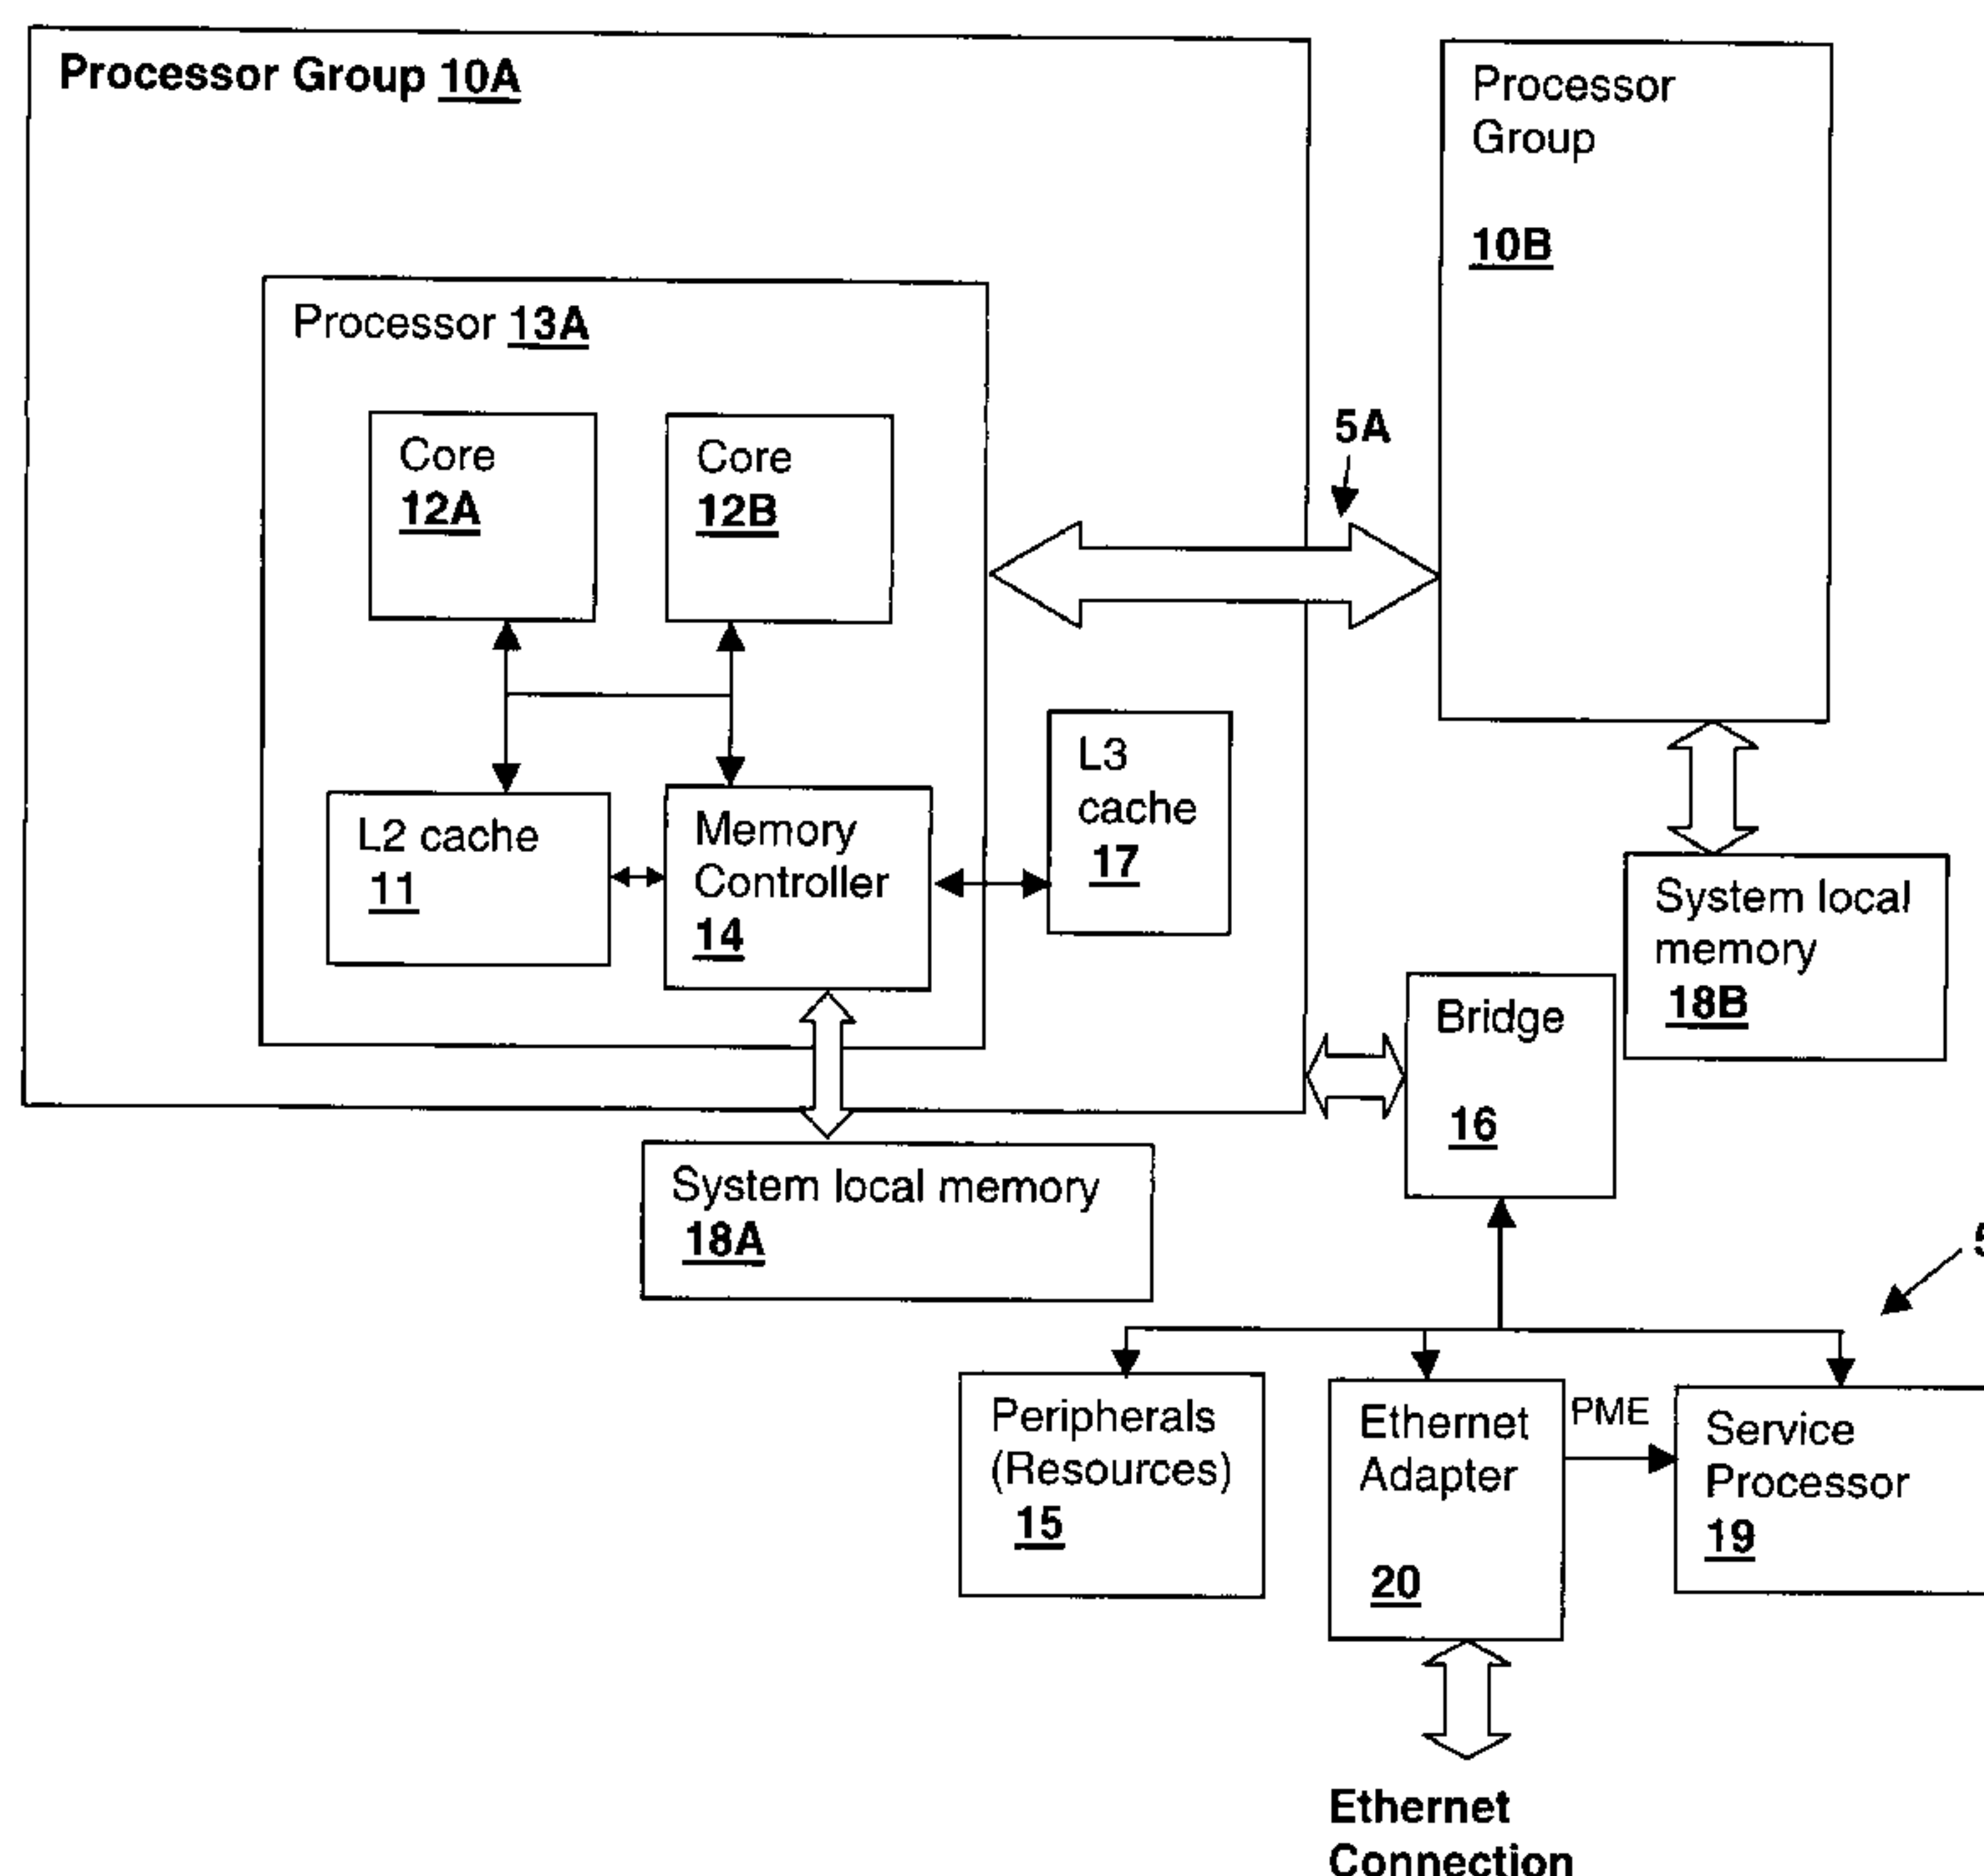 Processor Group 10A
Processor
Group
10B
Processor 13A
Core
12A
Core
12B
5A
L2 cache
11
Memory
Controller
14
L3
cache
17
System local
memory
18B
Bridge
16
System local memory
18A
Peripherals
(Resources)
15
Ethernet
Adapter
20
PME
Service
Processor
19
Ethernet
Connection